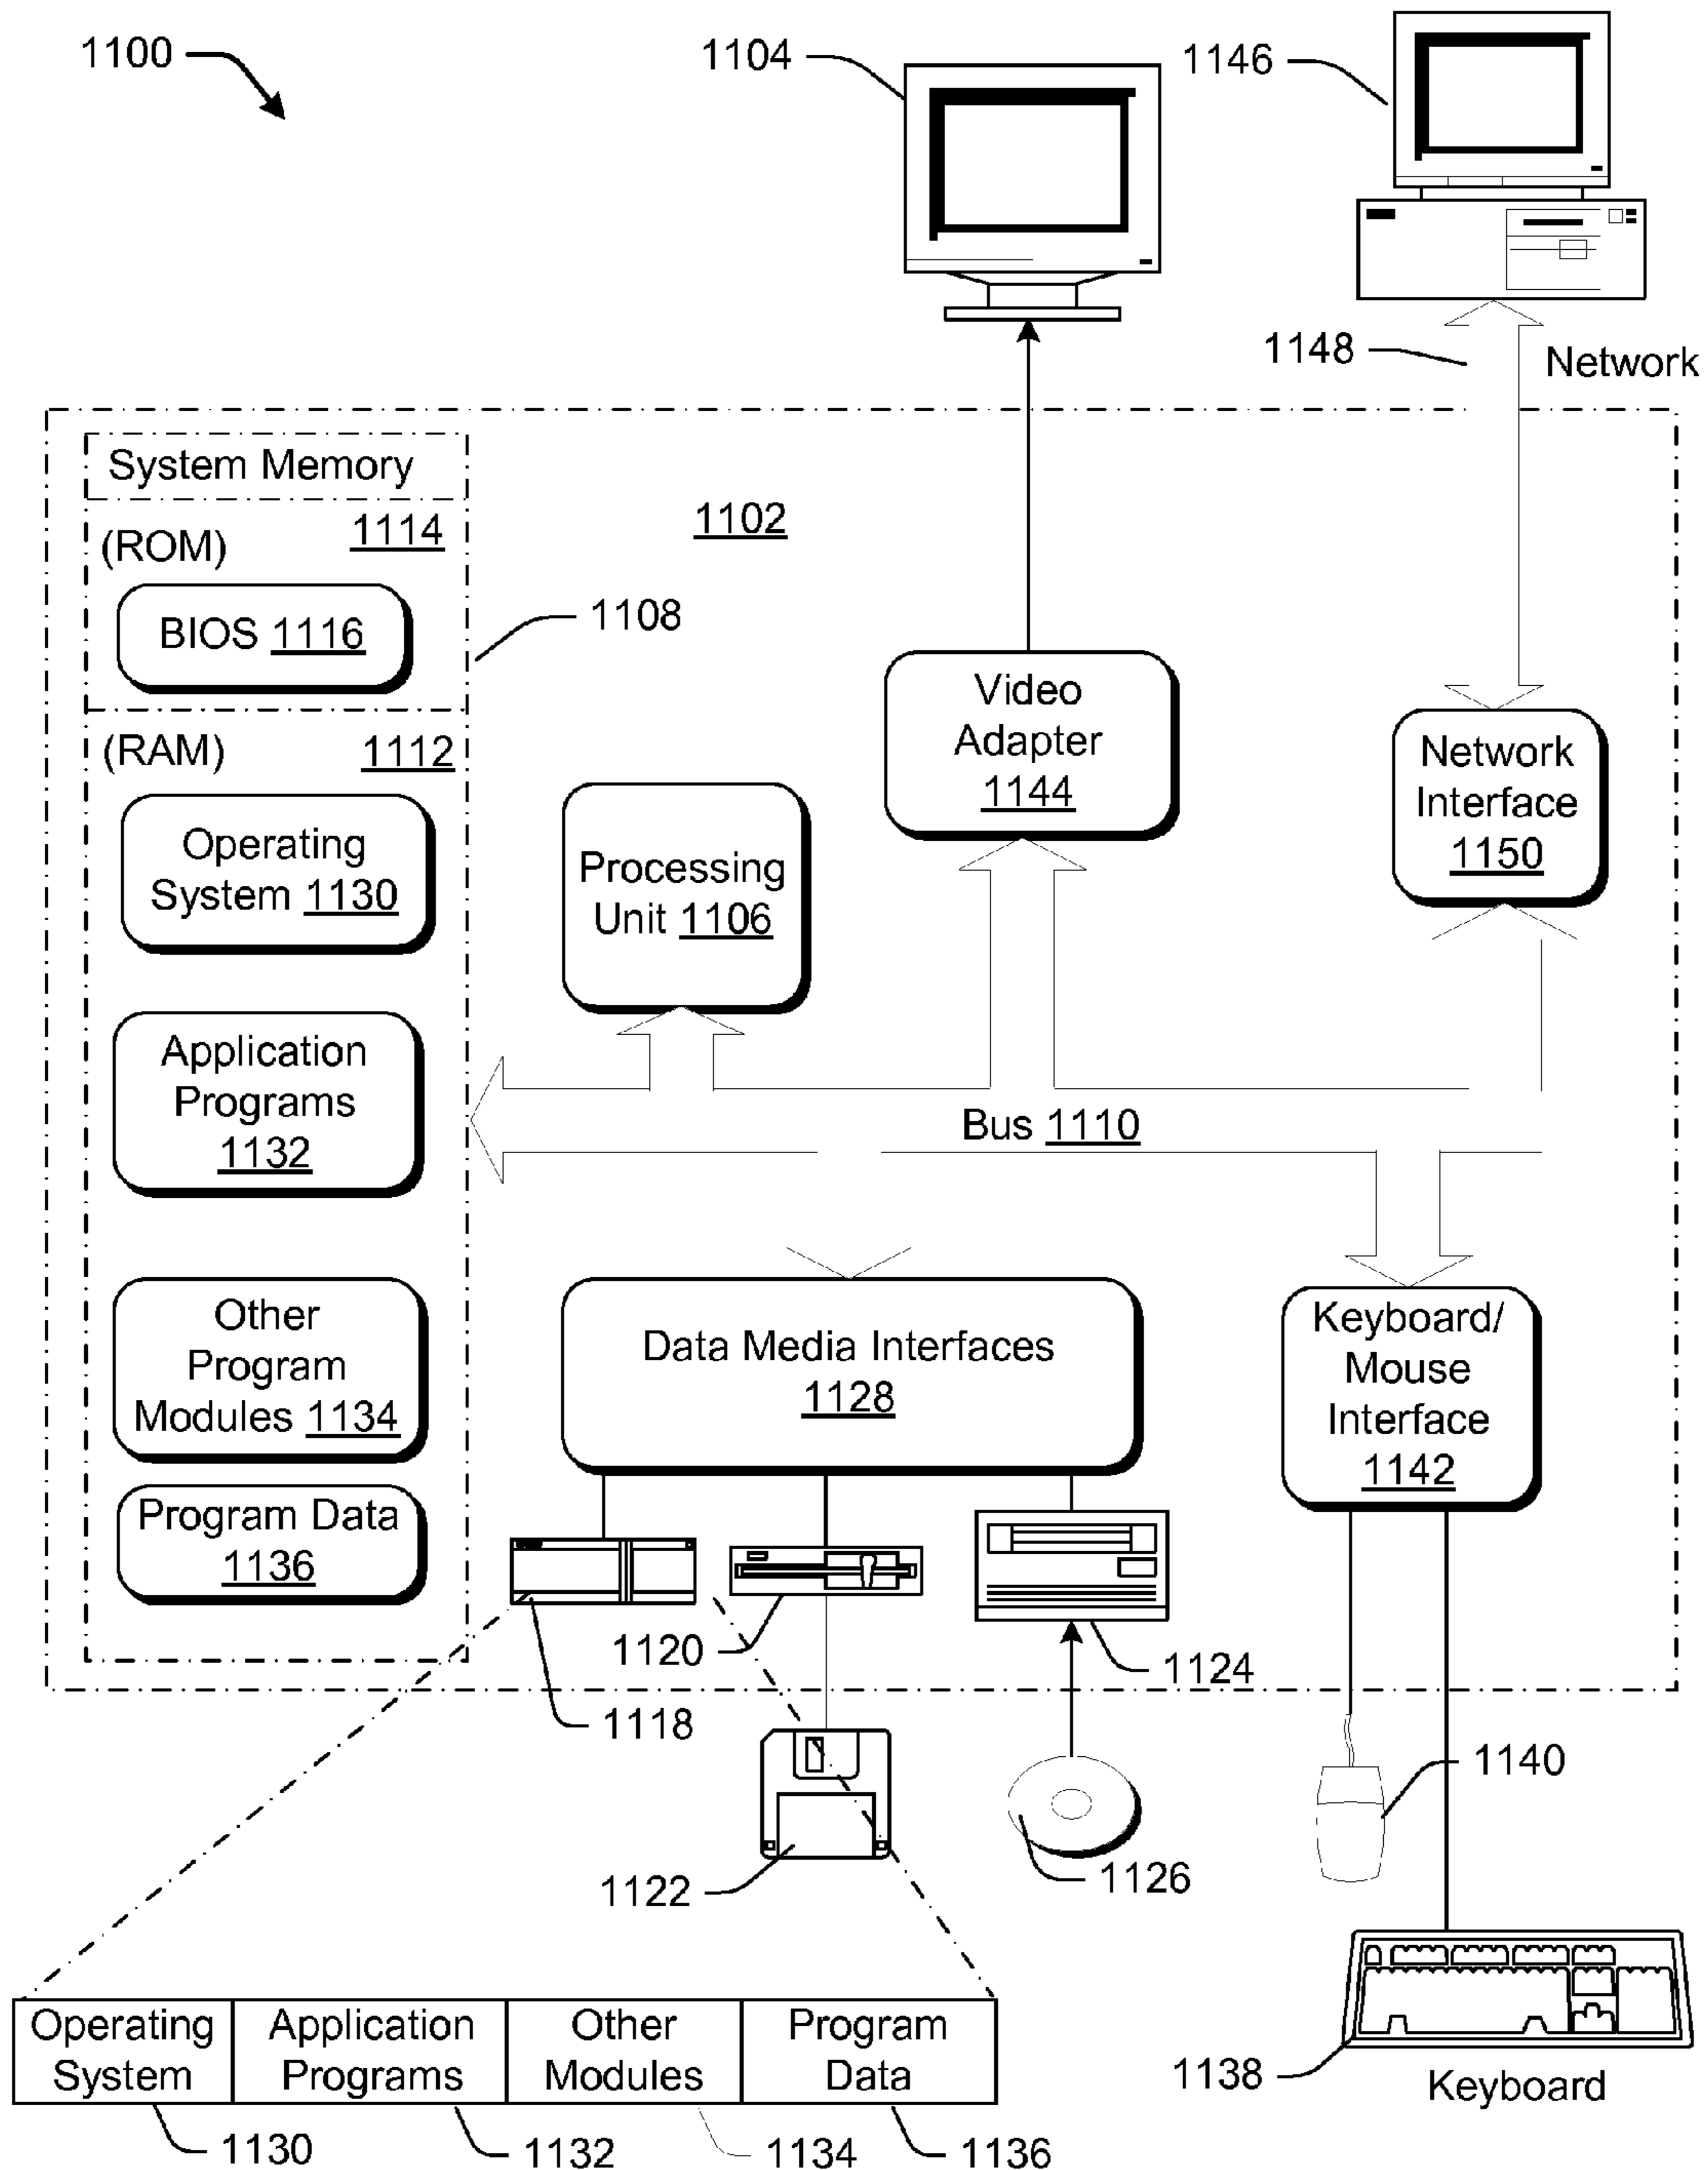 1100
1104
1146
1148
Network
System Memory
(ROM)
1114
BIOS 1116
1102
1108
(RAM)
1112
Operating
System 1130
Application
Programs
1132
Other
Program
Modules 1134
Program Data
1136
Processing
Unit 1106
Video
Adapter
1144
Network
Interface
1150
Bus 1110
Data Media Interfaces
1128
Keyboard/
Mouse
Interface
1142
1120
1124
1118
1140
1122
1126
1138
Keyboard
Operating
System
Application
Programs
Other
Modules
Program
Data
1130
1132
1134
1136